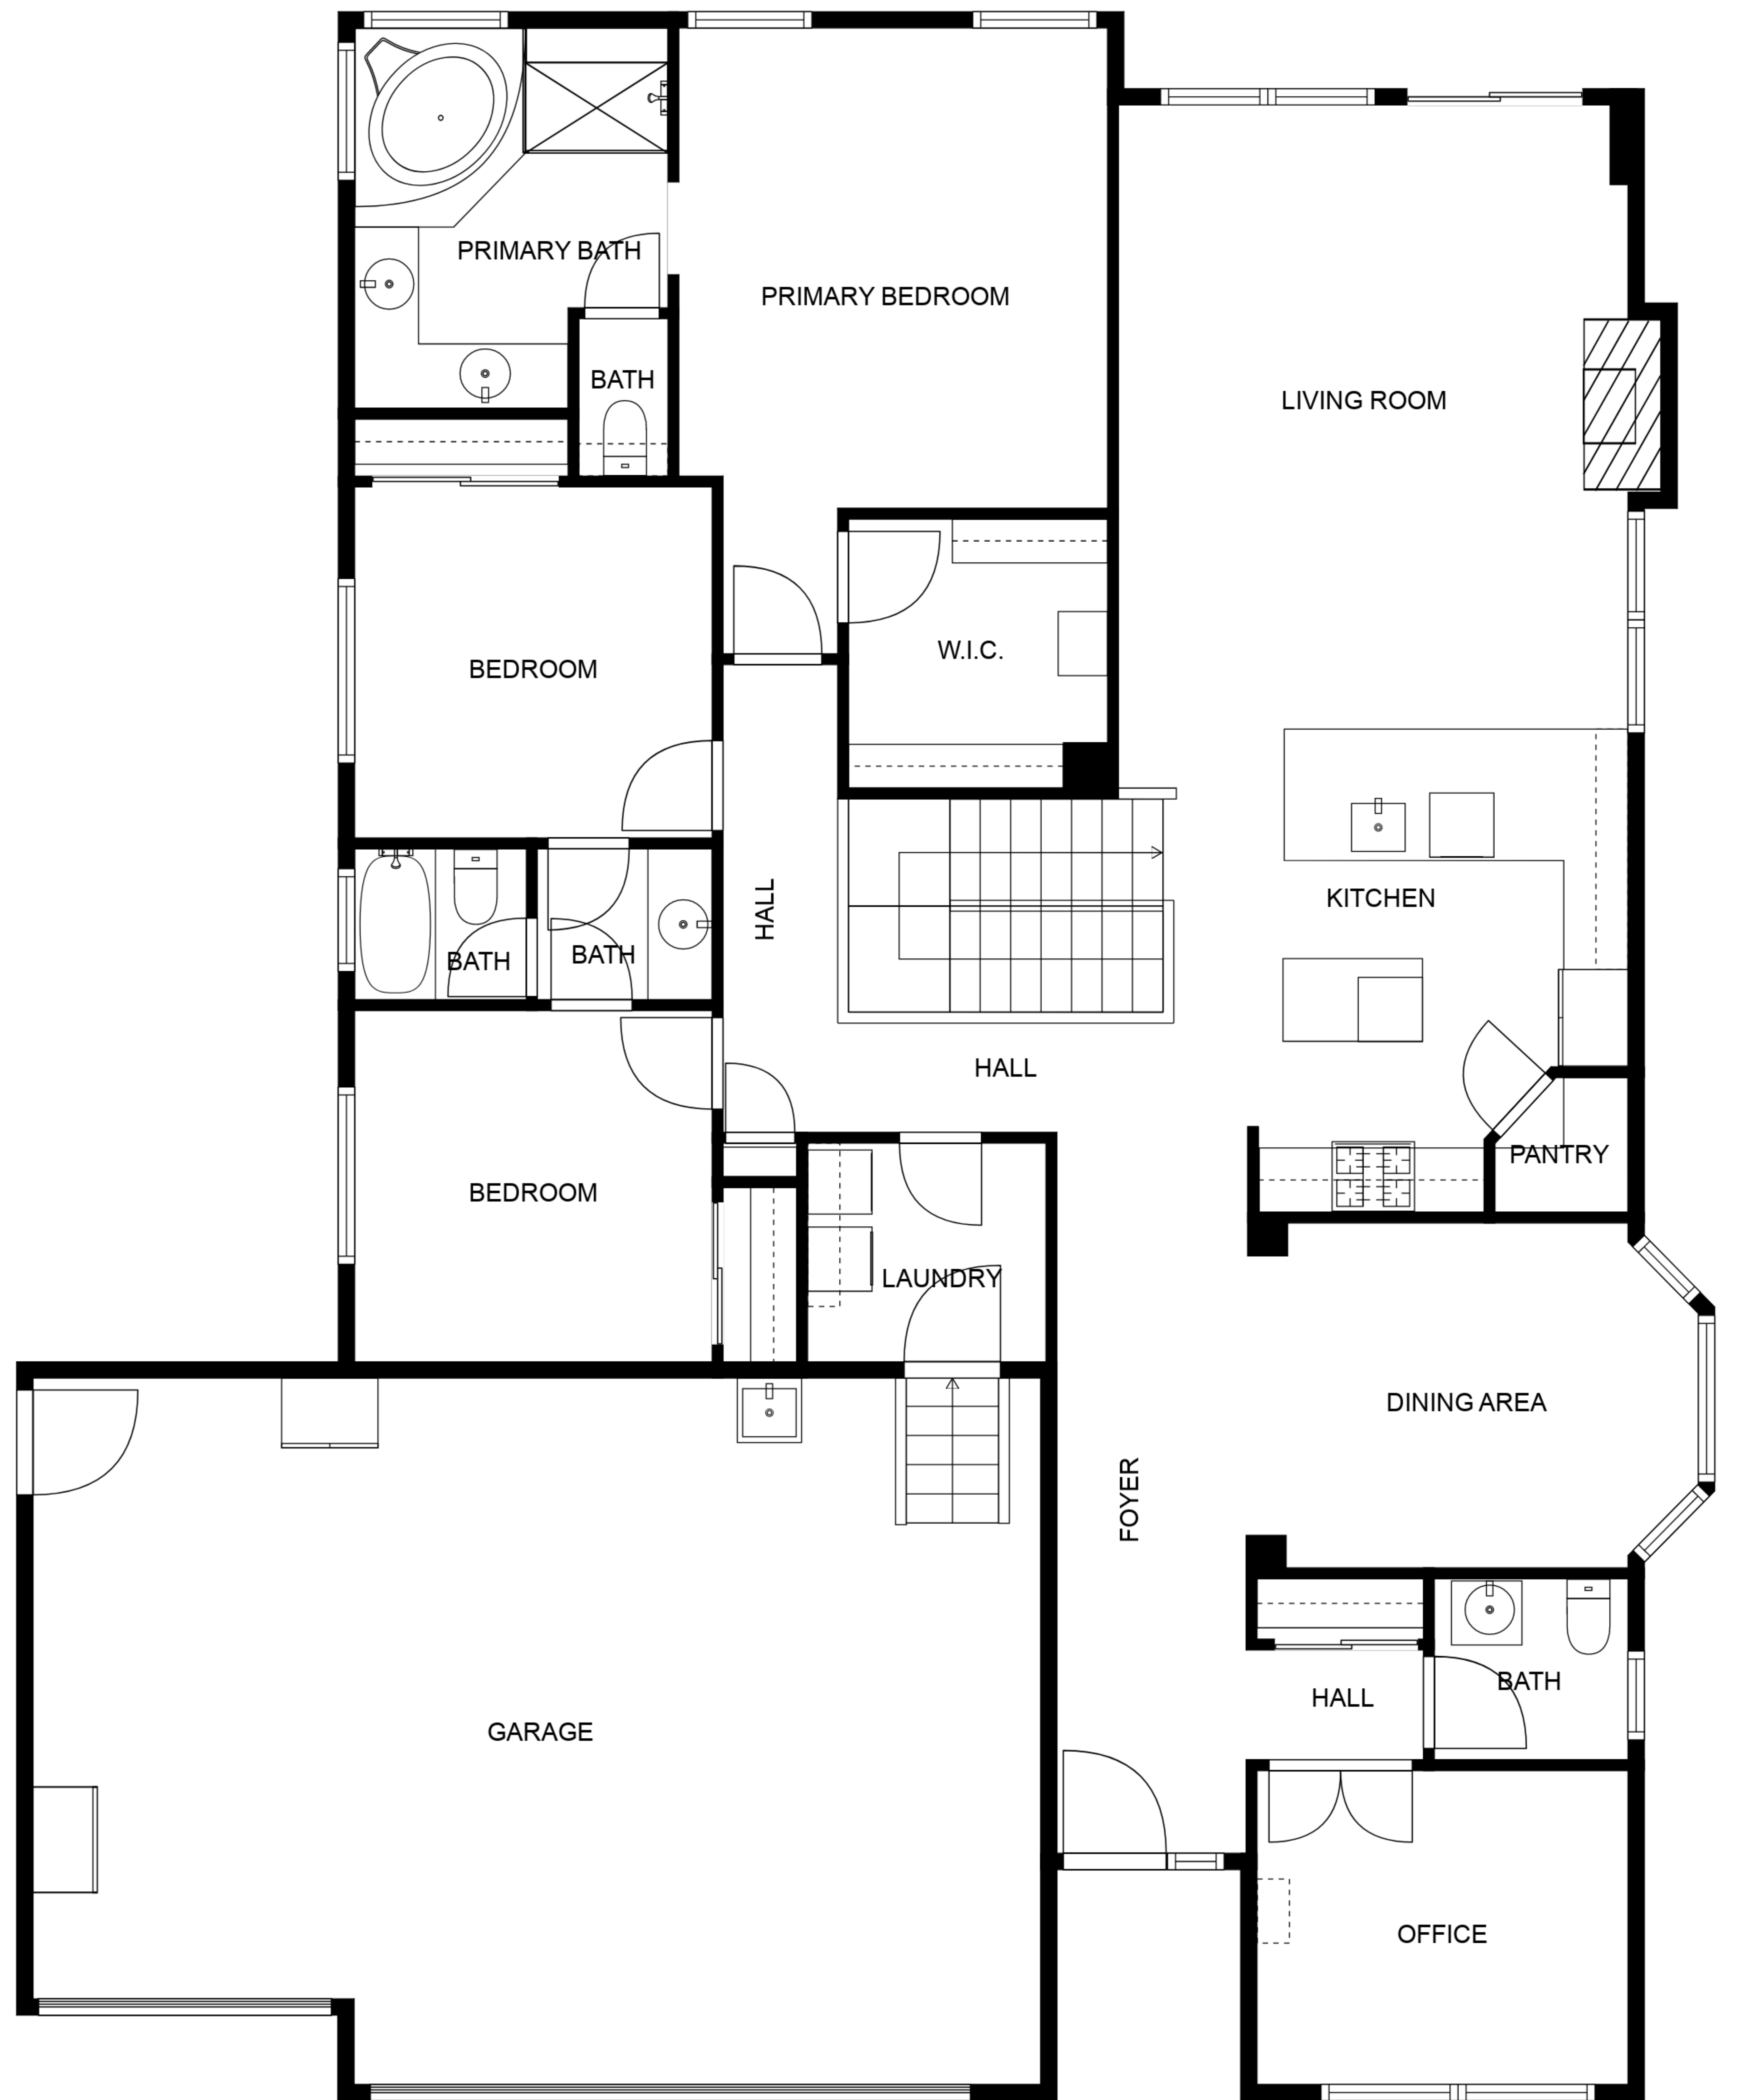 PRIMARY BATH
PRIMARY BEDROOM
BATH
LIVING ROOM
W.I.C.
BEDROOM
KITCHEN
HALL
BATH
BATH
HALL
PANTRY
BEDROOM
LAUNDRY
DINING AREA
FOYER
BATH
HALL
GARAGE
OFFICE